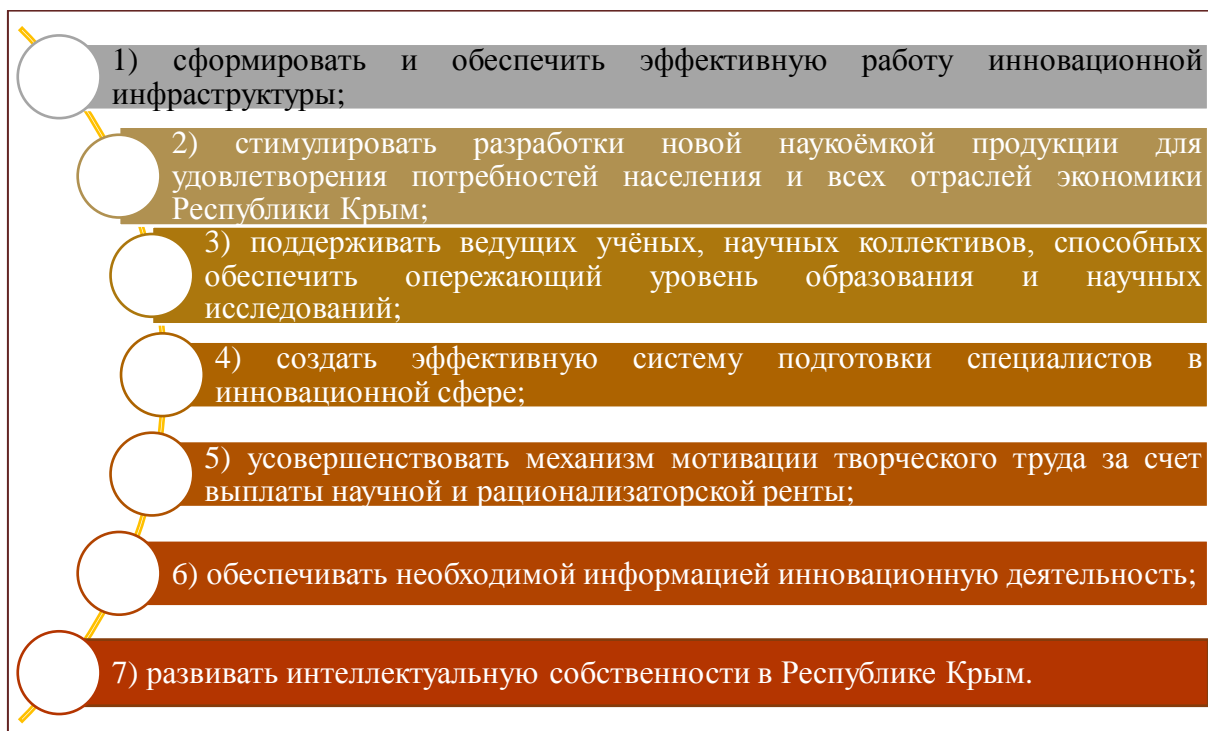 1) сформировать и обеспечить эффективную работу инновационной
инфраструктуры;
2) стимулировать разработки новой наукоёмкой продукции для
удовлетворения потребностей населения и всех отраслей экономики
Республики Крым;
3) поддерживать ведущих учёных, научных коллективов, способных
обеспечить опережающий уровень образования и научных
исследований;
4) создать эффективную систему подготовки специалистов в
инновационной сфере;
5) усовершенствовать механизм мотивации творческого труда за счет
выплаты научной и рационализаторской ренты;
6) обеспечивать необходимой информацией инновационную деятельность;
7) развивать интеллектуальную собственности в Республике Крым.